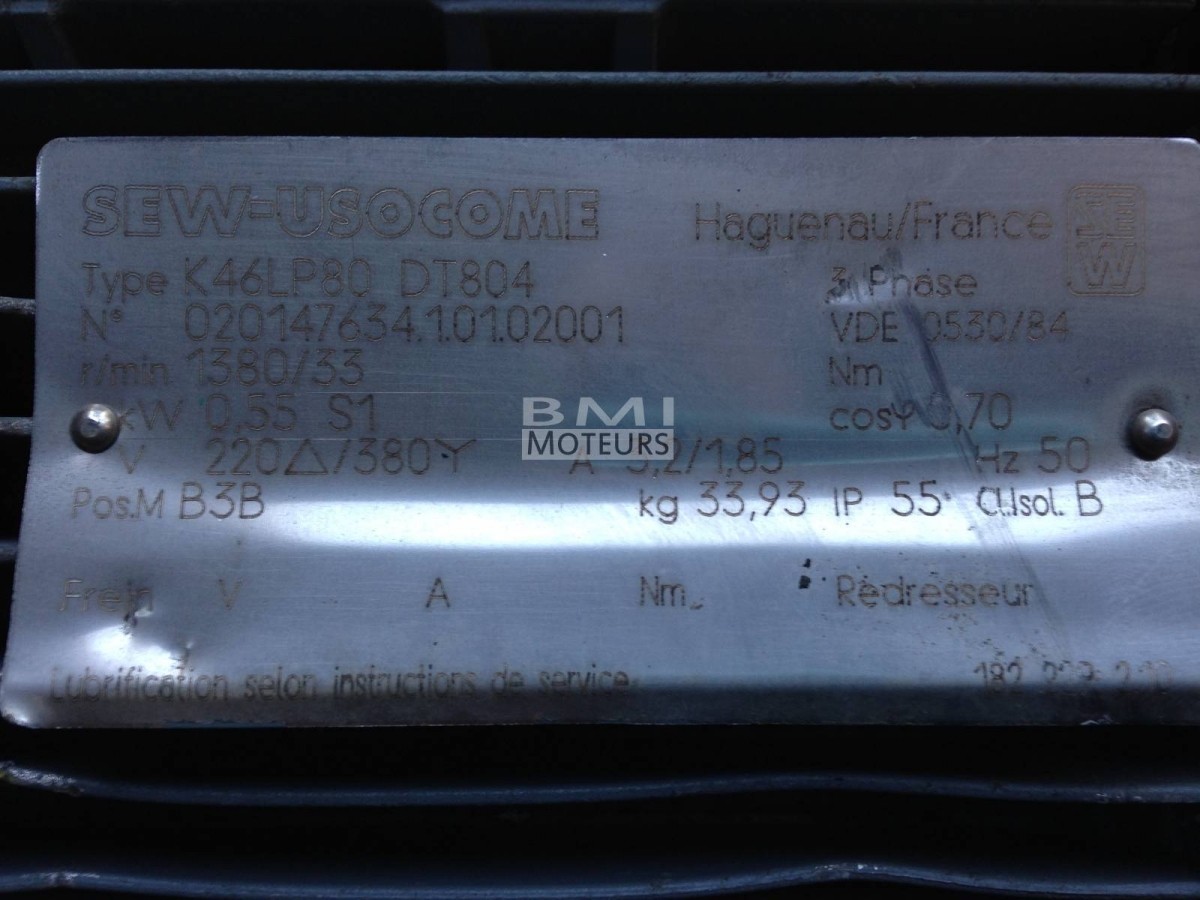 SEW-USOCOME Haguenau/France SEW
Type K46LP80 DT804 3 Phase
N° 020147634.1.01.02001 VDE 0530/84
r/min 1380/33 Nm
kW 0,55 S1 cosφ 0,70
V 220△/380Y A 3,2/1,85 Hz 50
BMI
MOTEURS
Pos.M B3B kg 33,93 IP 55 Cl.Isol. B
Frein V A Nm Redresseur
Lubrification selon instructions de service 182